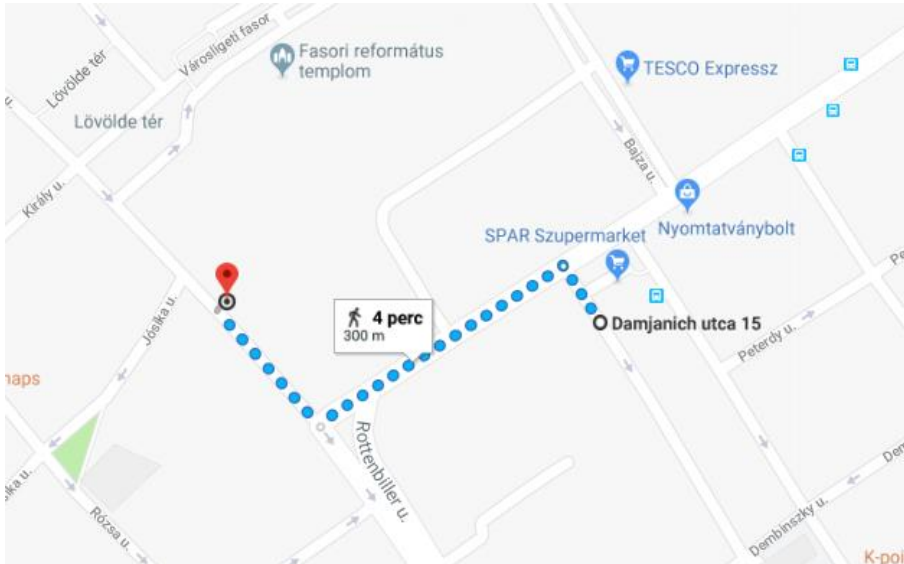 Lövölde tér
Városligeti fasor
Fasori református
templom
TESCO Expressz
Lövölde tér
Király u.
Bajza u.
SPAR Szupermarket
Nyomtatványbolt
4 perc
300 m
Damjanich utca 15
Jósika u.
Peterdy u.
Rottenbiller u.
Rózsa u.
Dembinszky u.
K-poi